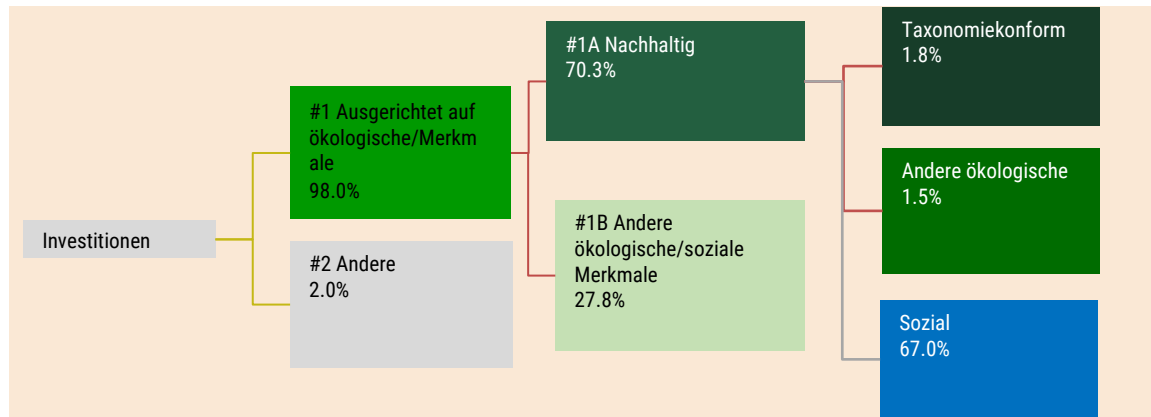 Investitionen
#1 Ausgerichtet auf
ökologische/Merkm
ale
98.0%
#2 Andere
2.0%
#1A Nachhaltig
70.3%
#1B Andere
ökologische/soziale
Merkmale
27.8%
Taxonomiekonform
1.8%
Andere ökologische
1.5%
Sozial
67.0%